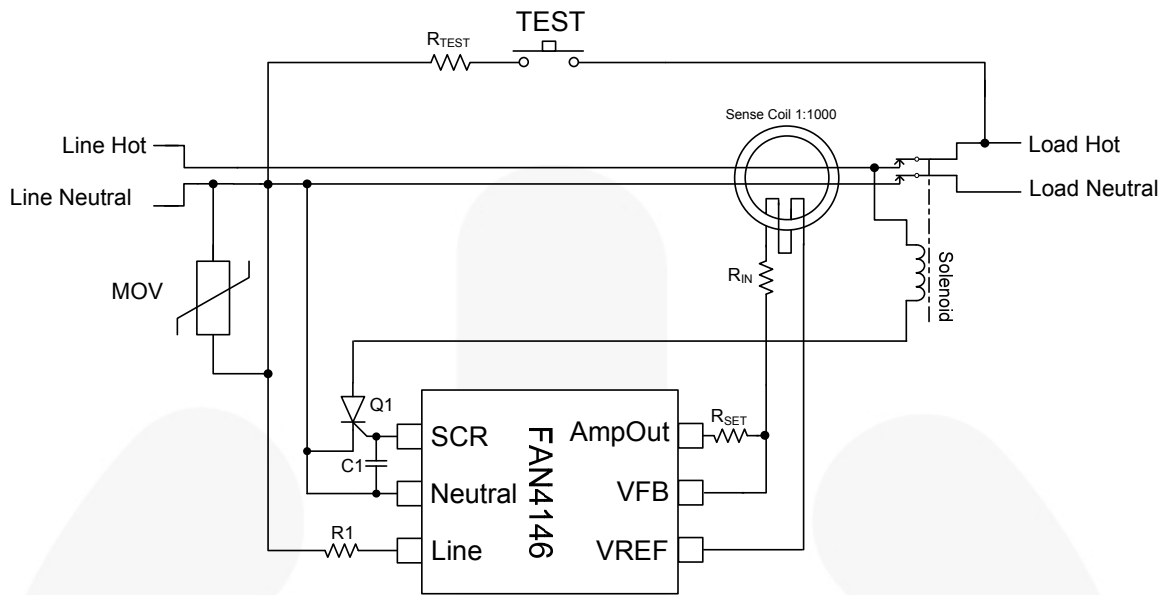 TEST
RTEST
Sense Coil 1:1000
Line Hot
Load Hot
Line Neutral
Load Neutral
MOV
RIN
Solenoid
Q1
C1
R1
SCR
Neutral
Line
FAN4146
AmpOut
VFB
VREF
RSET